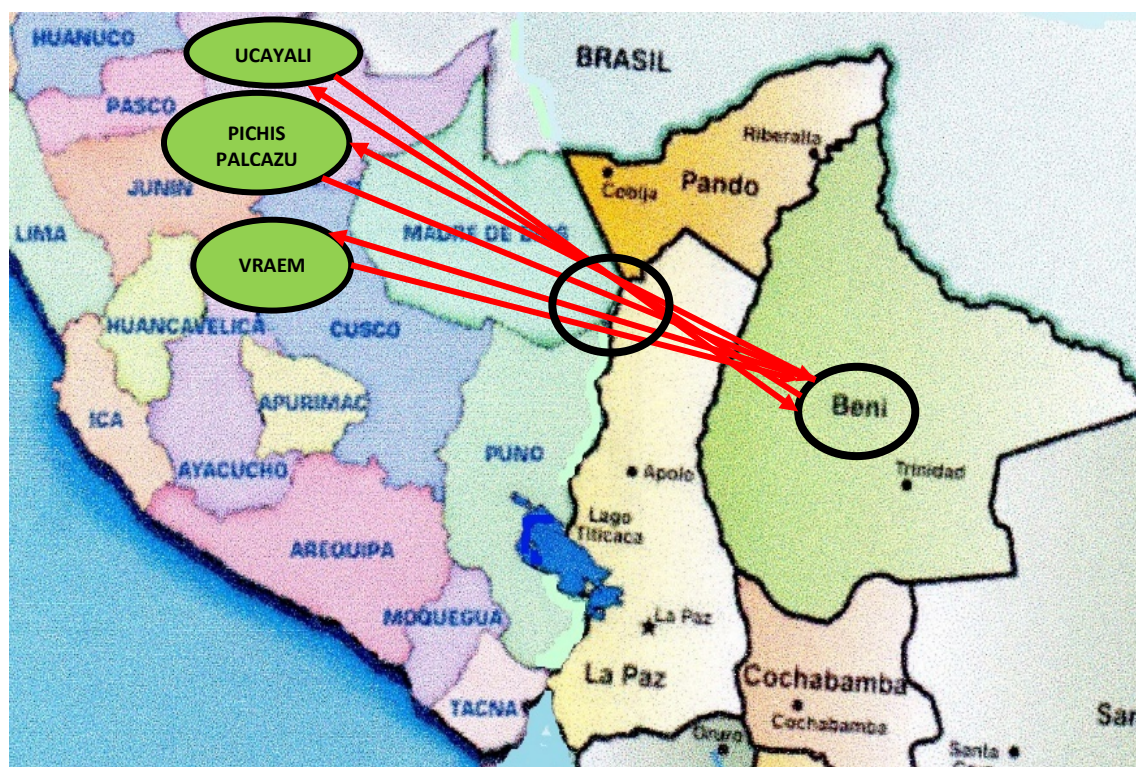 HUANUCO
UCAYALI
BRASIL
PASCO
PICHIS
PALCAZU
Riberalta
JUNIN
Cobija
Pando
LIMA
MADRE DE DIOS
VRAEM
HUANCAVELICA
CUSCO
ICA
APURIMAC
Beni
AYACUCHO
PUNO
Apolo
Trinidad
Lago
Titicaca
AREQUIPA
MOQUEGUA
La Paz
La Paz
Cochabamba
TACNA
Cochabamba
San
Oruro
Santa